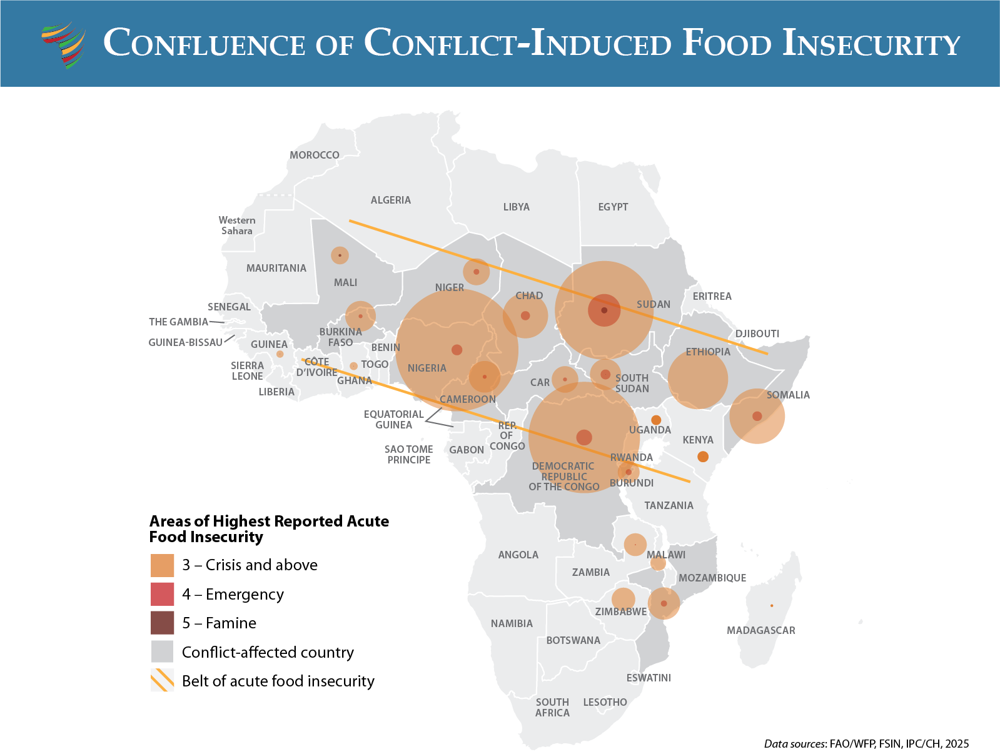 CONFLUENCE OF CONFLICT-INDUCED FOOD INSECURITY
MOROCCO
ALGERIA
LIBYA
EGYPT
Western
Sahara
MAURITANIA
MALI
NIGER
CHAD
SUDAN
ERITREA
SENEGAL
THE GAMBIA
GUINEA-BISSAU
GUINEA
BURKINA
FASO
BENIN
DJIBOUTI
ETHIOPIA
SIERRA
LEONE
CÔTE
D'IVOIRE
TOGO
GHANA
NIGERIA
LIBERIA
CAMEROON
CAR
SOUTH
SUDAN
SOMALIA
EQUATORIAL
GUINEA
REP.
OF
CONGO
UGANDA
KENYA
SAO TOME
PRINCIPE
GABON
RWANDA
DEMOCRATIC
REPUBLIC
OF THE CONGO
BURUNDI
TANZANIA
Areas of Highest Reported Acute
Food Insecurity
3 – Crisis and above
4 – Emergency
5 – Famine
Conflict-affected country
Belt of acute food insecurity
ANGOLA
MALAWI
ZAMBIA
MOZAMBIQUE
ZIMBABWE
NAMIBIA
BOTSWANA
MADAGASCAR
ESWATINI
SOUTH
AFRICA
LESOTHO
Data sources: FAO/WFP, FSIN, IPC/CH, 2025